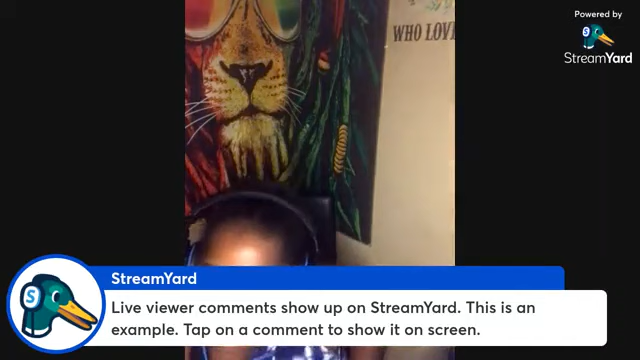 WHO LOV
Powered by
StreamYard
StreamYard
Live viewer comments show up on StreamYard. This is an
example. Tap on a comment to show it on screen.